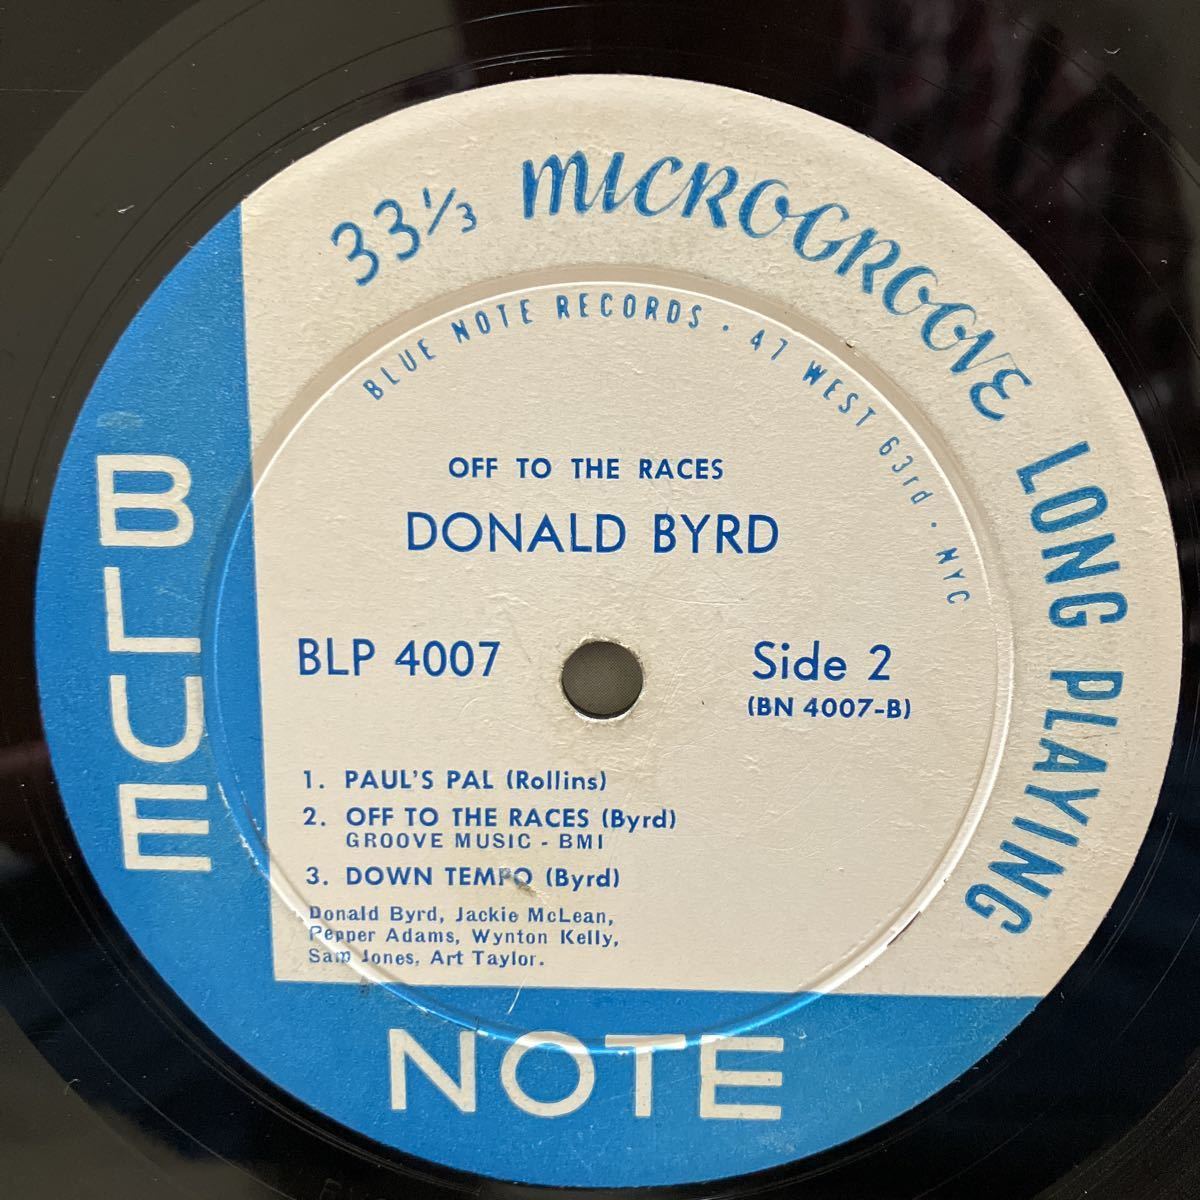 33⅓ MICROGROOVE LONG PLAYING
BLUE NOTE RECORDS · 47 WEST 63rd · NYC
OFF TO THE RACES
DONALD BYRD
BLP 4007
Side 2
(BN 4007-B)
1. PAUL'S PAL (Rollins)
2. OFF TO THE RACES (Byrd)
GROOVE MUSIC - BMI
3. DOWN TEMPO (Byrd)
Donald Byrd, Jackie McLean,
Pepper Adams, Wynton Kelly,
Sam Jones, Art Taylor.
BLUE
NOTE